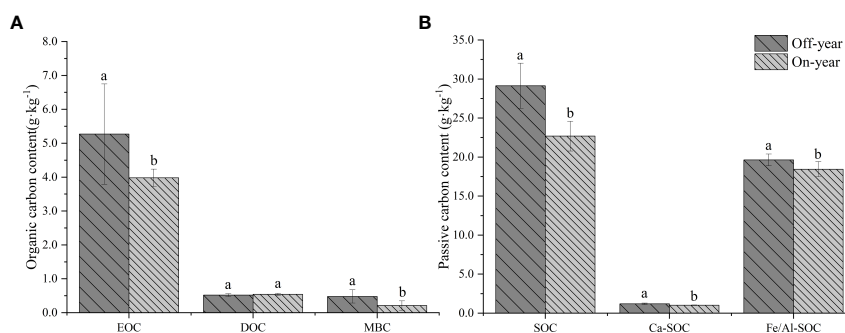 A
Organic carbon content(g·kg⁻¹)
8.0
7.0
6.0
5.0
4.0
3.0
2.0
1.0
0.0
a
b
a
a
a
b
EOC
DOC
MBC
B
Passive carbon content (g·kg⁻¹)
35.0
30.0
25.0
20.0
15.0
10.0
5.0
0.0
a
b
a
a
a
b
SOC
Ca-SOC
Fe/Al-SOC
Off-year
On-year